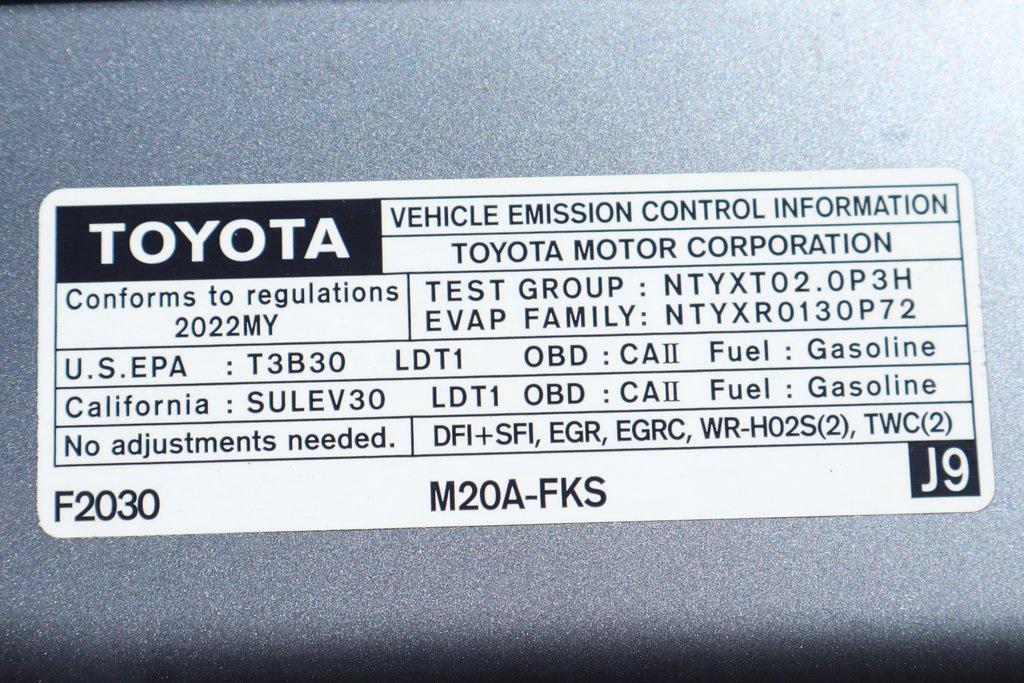 TOYOTA
VEHICLE EMISSION CONTROL INFORMATION
TOYOTA MOTOR CORPORATION
Conforms to regulations
2022MY
TEST GROUP : NTYXT02.0P3H
EVAP FAMILY: NTYXR0130P72
U.S.EPA : T3B30 LDT1 OBD : CAII Fuel : Gasoline
California : SULEV30 LDT1 OBD : CAII Fuel : Gasoline
No adjustments needed.
DFI+SFI, EGR, EGRC, WR-HO2S(2), TWC(2)
F2030
M20A-FKS
J9